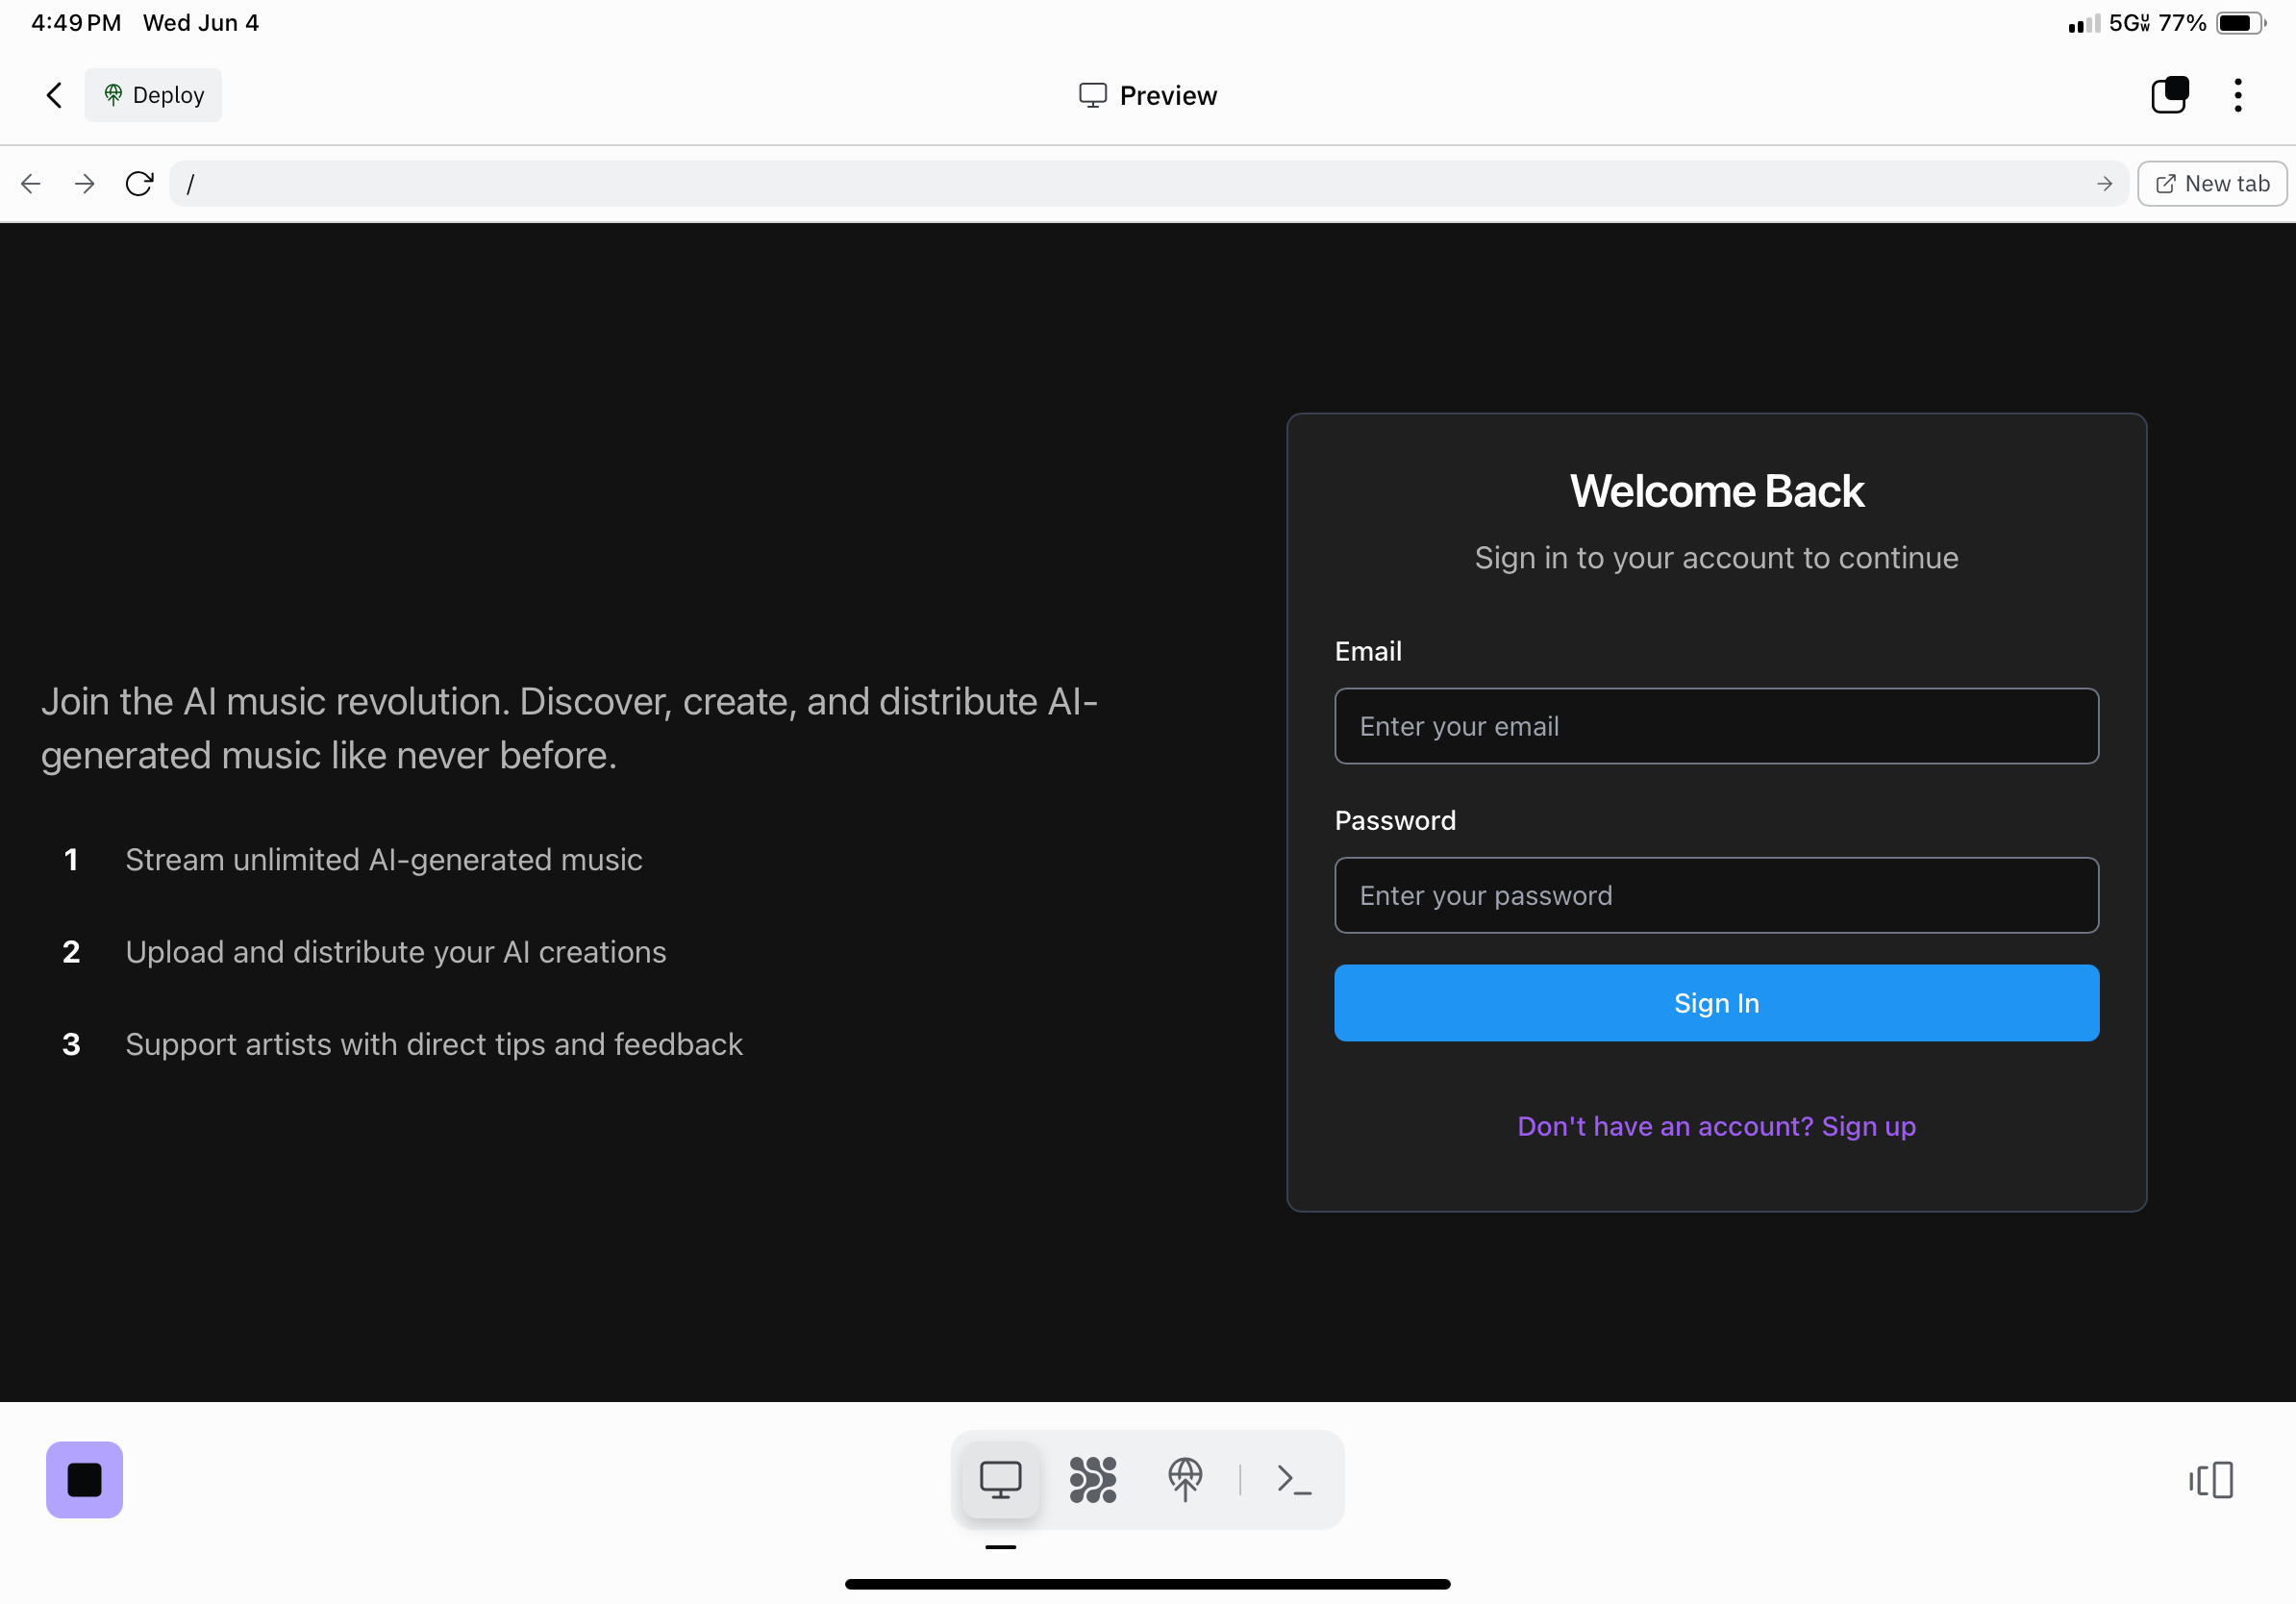 4:49 PM Wed Jun 4
5G UW 77%
Deploy
Preview
/
New tab
Welcome Back
Sign in to your account to continue
Email
Enter your email
Password
Enter your password
Sign In
Don't have an account? Sign up
Join the AI music revolution. Discover, create, and distribute AI-
generated music like never before.
1 Stream unlimited AI-generated music
2 Upload and distribute your AI creations
3 Support artists with direct tips and feedback